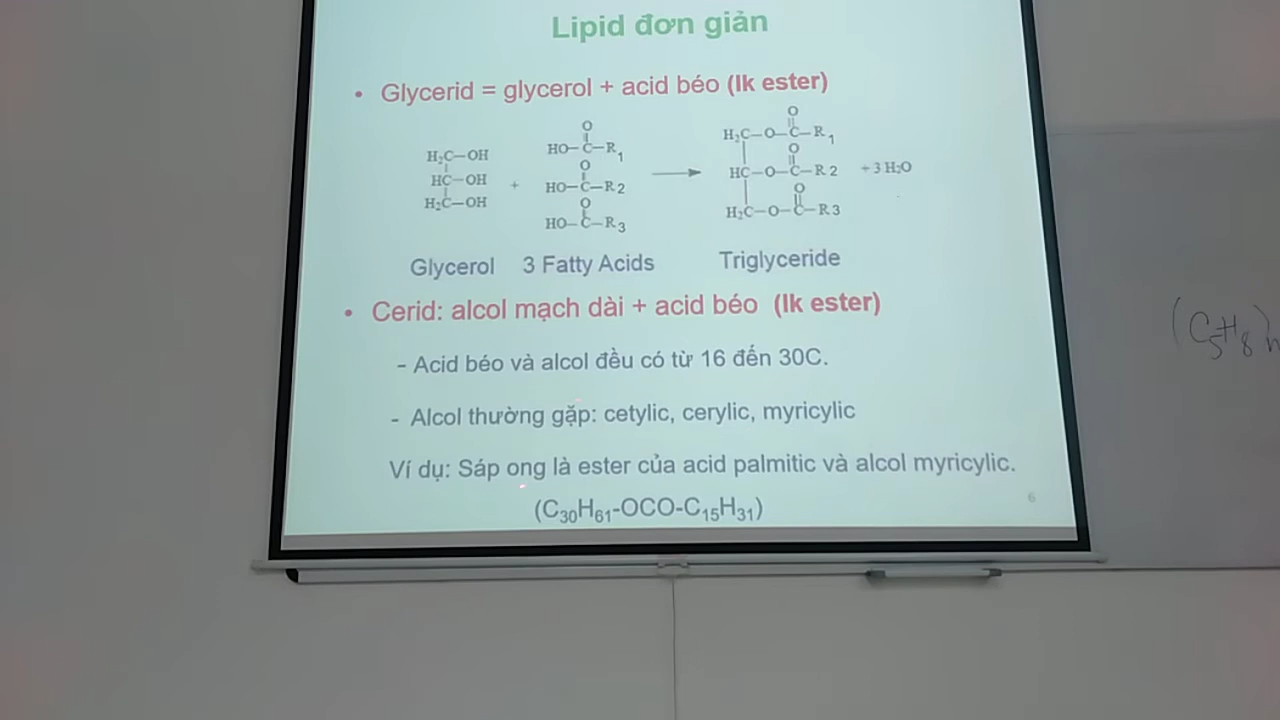 Lipid đơn giản
• Glycerid = glycerol + acid béo (lk ester)
H₂C–OH
HC–OH
H₂C–OH
+
O
HO–C–R₁
O
HO–C–R2
O
HO–C–R₃
O
H₂C–O–C–R₁
O
HC–O–C–R2
O
H₂C–O–C–R3
+3 H₂O
Glycerol 3 Fatty Acids Triglyceride
• Cerid: alcol mạch dài + acid béo (lk ester)
- Acid béo và alcol đều có từ 16 đến 30C.
- Alcol thường gặp: cetylic, cerylic, myricylic
Ví dụ: Sáp ong là ester của acid palmitic và alcol myricylic.
(C₃₀H₆₁-OCO-C₁₅H₃₁)
6
(C₅H₈)n